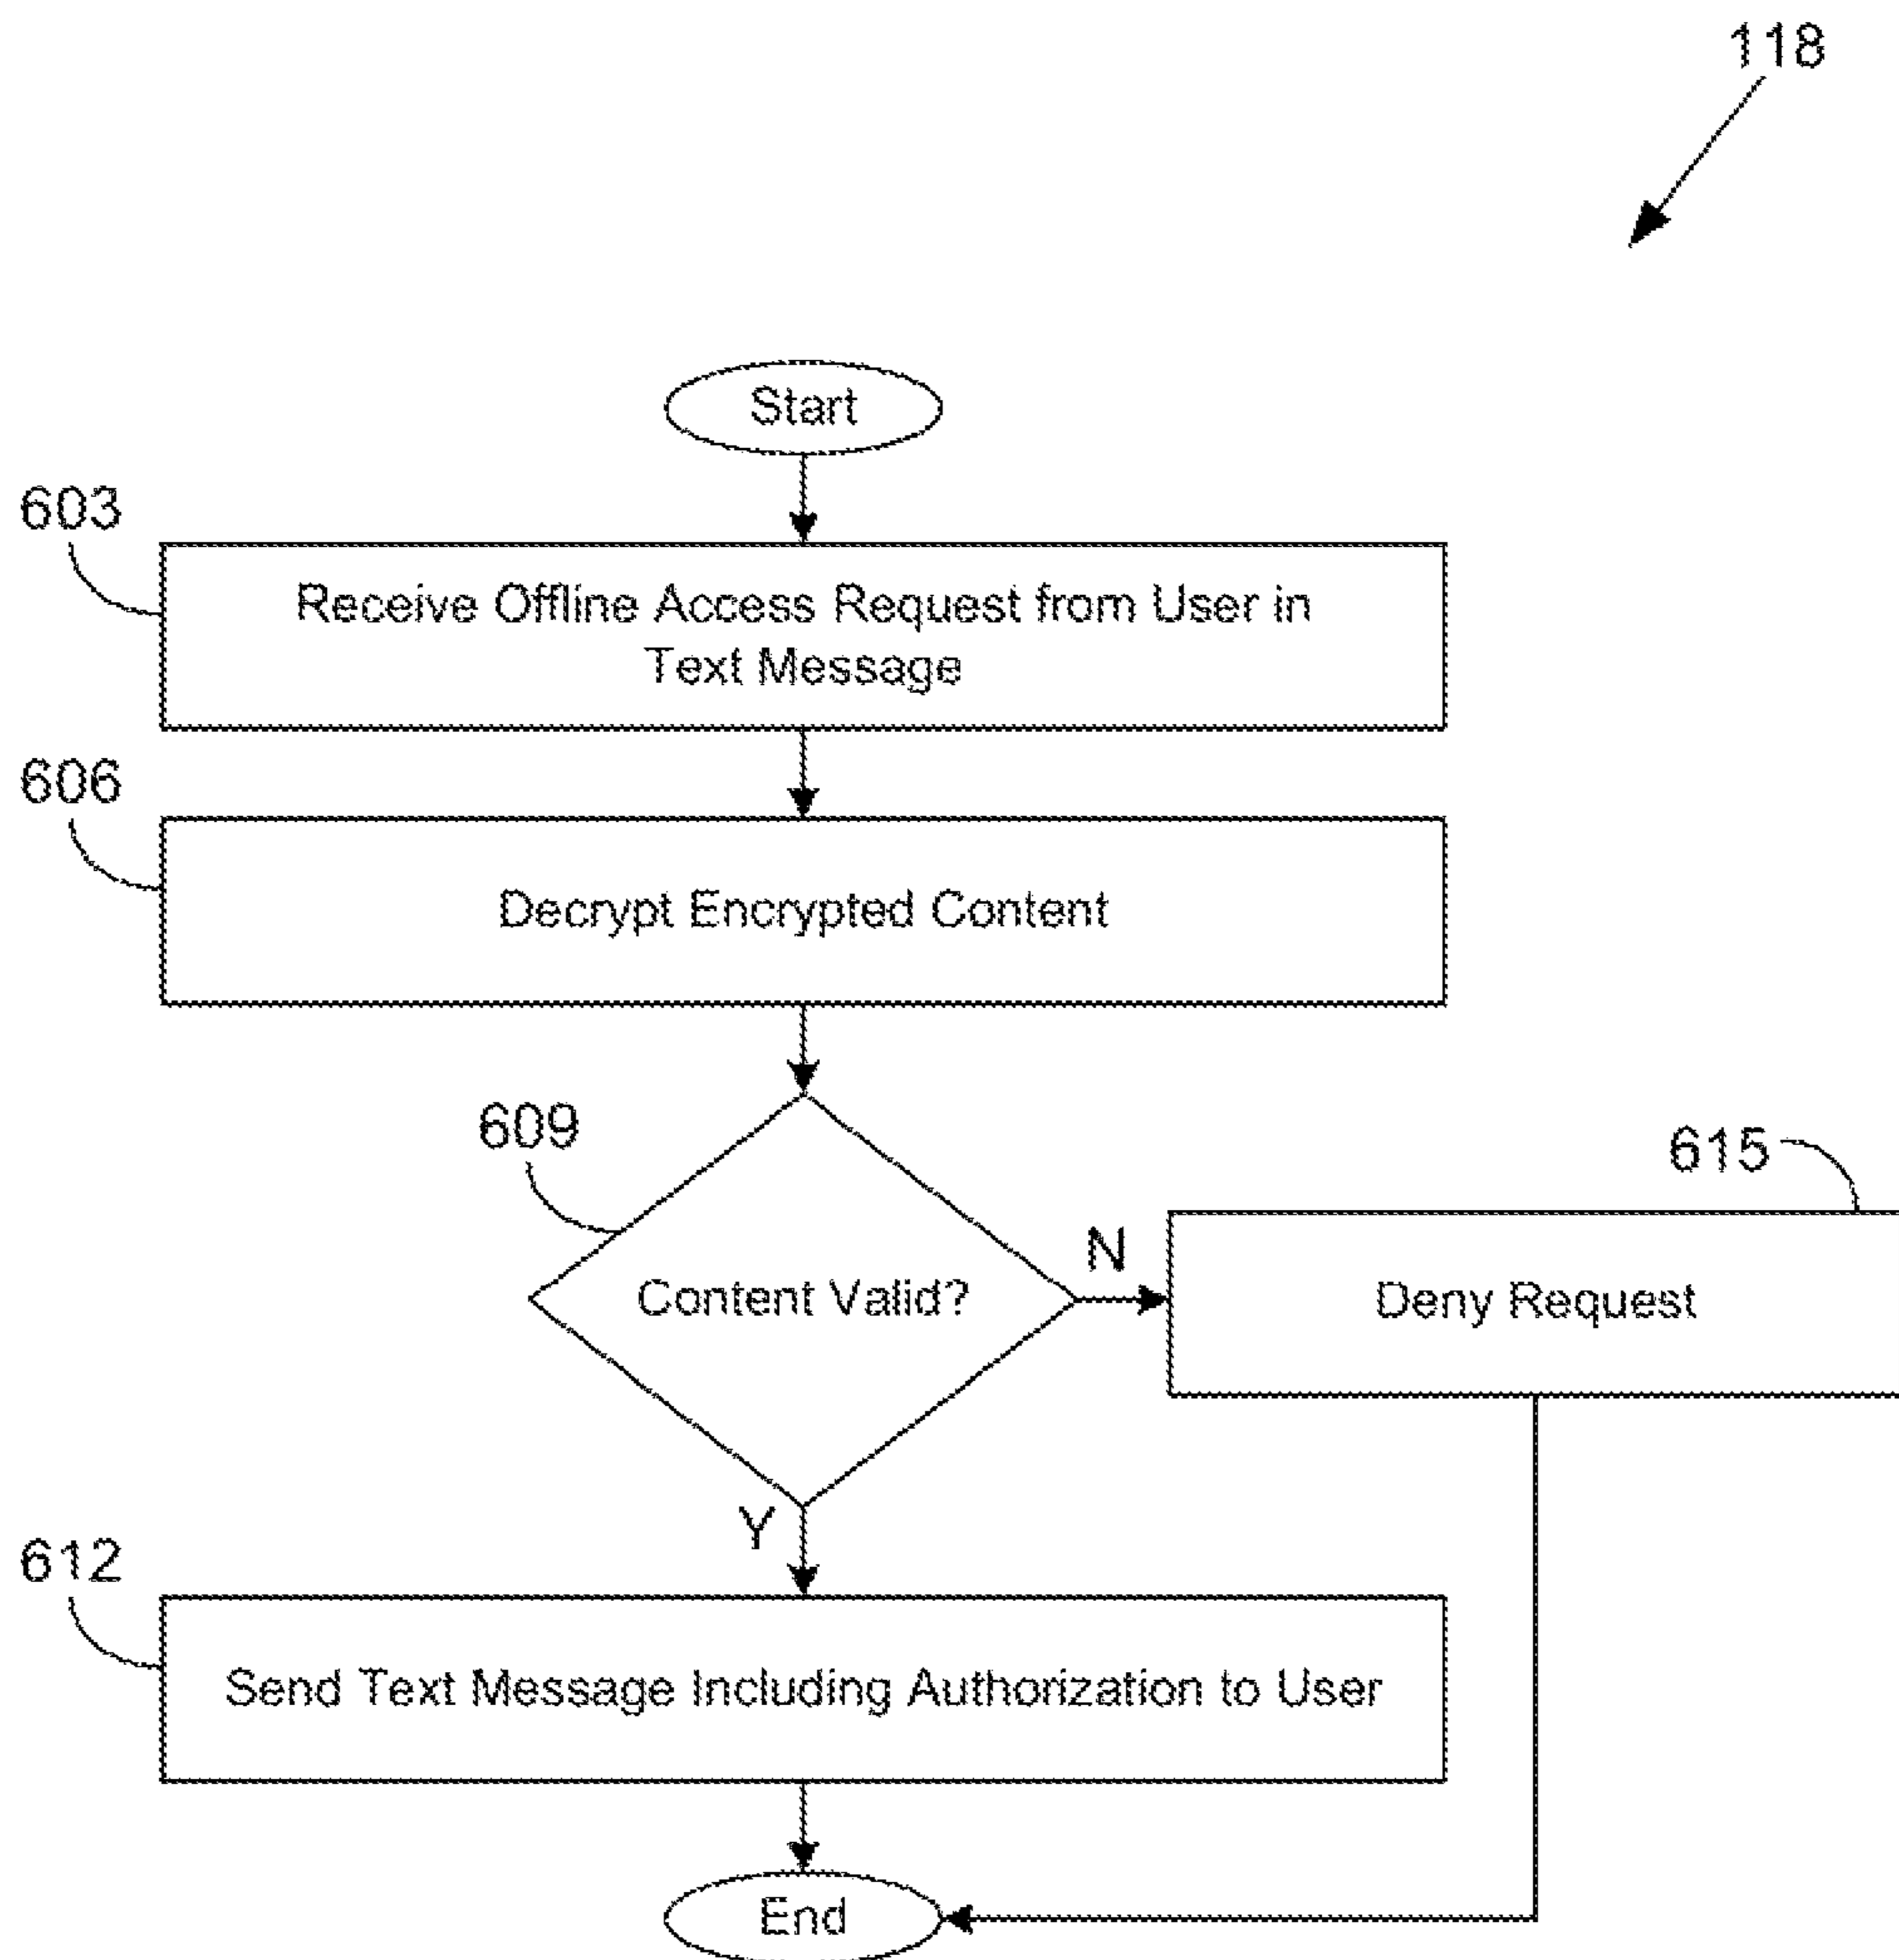 118
Start
603
Receive Offline Access Request from User in
Text Message
606
Decrypt Encrypted Content
609
Content Valid?
N
615
Deny Request
Y
612
Send Text Message Including Authorization to User
End